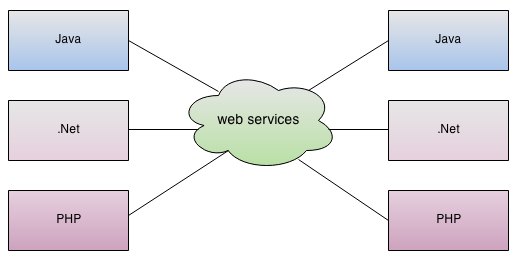 Java
Java
web services
.Net
.Net
PHP
PHP